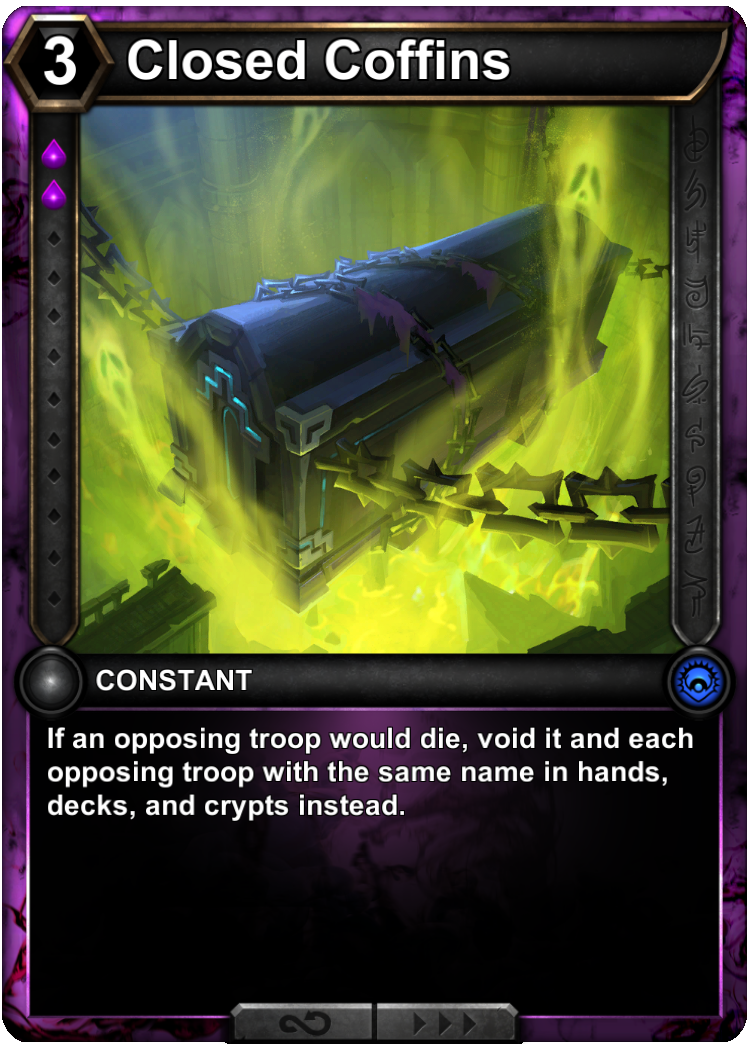 3
Closed Coffins
CONSTANT
If an opposing troop would die, void it and each
opposing troop with the same name in hands,
decks, and crypts instead.